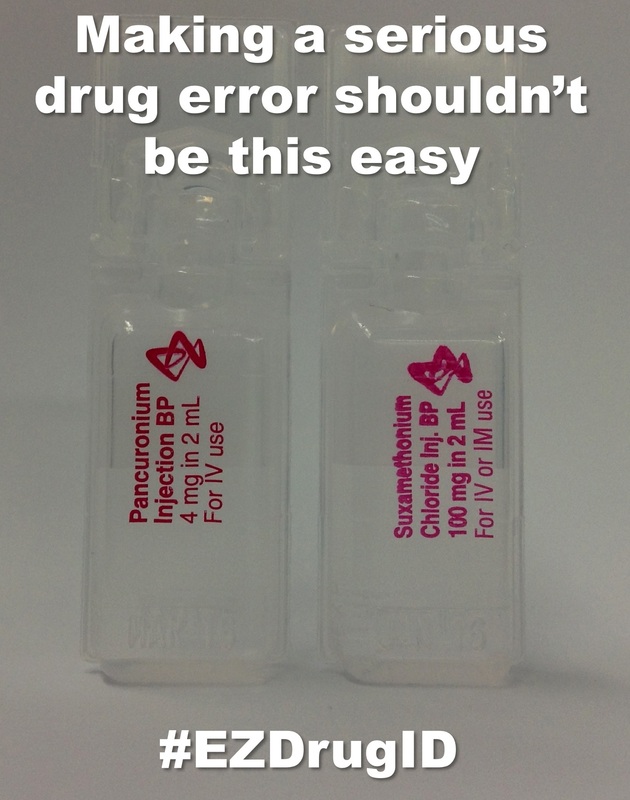 Making a serious
drug error shouldn't
be this easy
Pancuronium
Injection BP
4 mg in 2 mL
For IV use
Suxamethonium
Chloride Inj. BP
100 mg in 2 mL
For IV or IM use
#EZDrugID